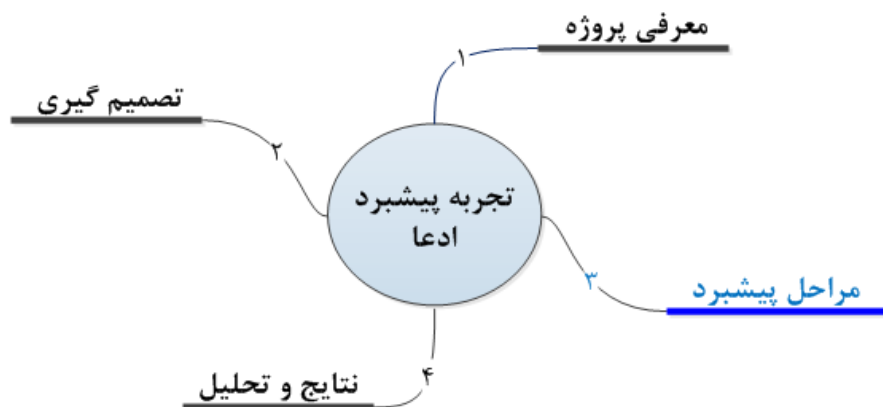 معرفی پروژه
۱
تصمیم گیری
۲
تجربه پیشبرد
ادعا
مراحل پیشبرد
۳
نتایج و تحلیل
۴